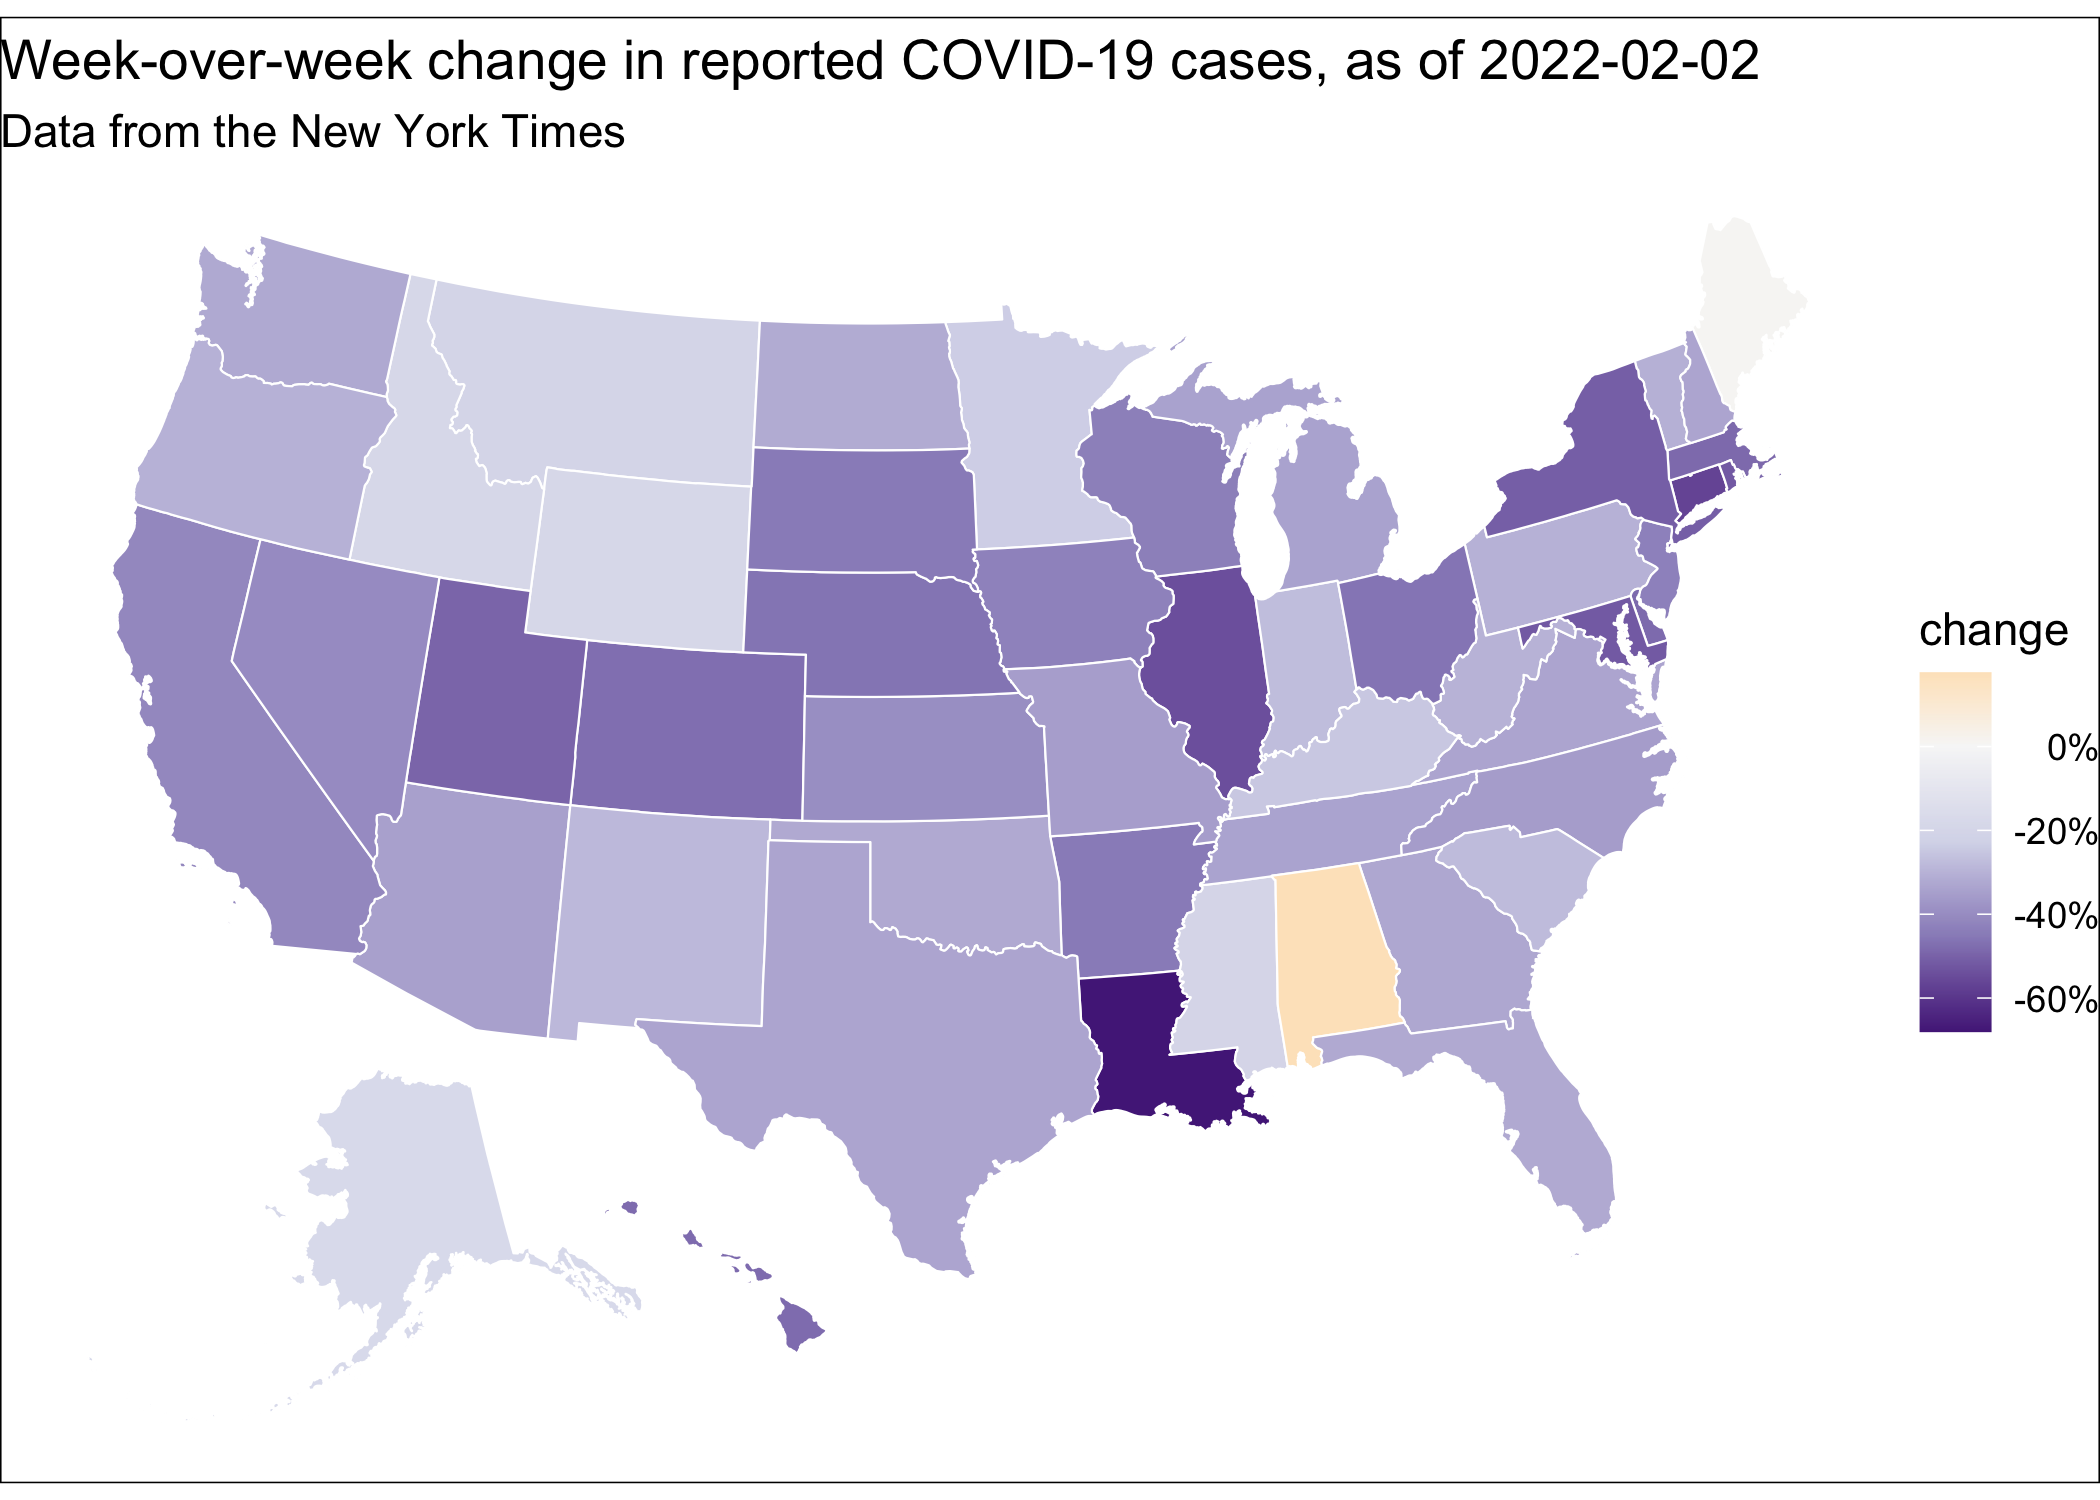 Week-over-week change in reported COVID-19 cases, as of 2022-02-02
Data from the New York Times
change
0%
-20%
-40%
-60%